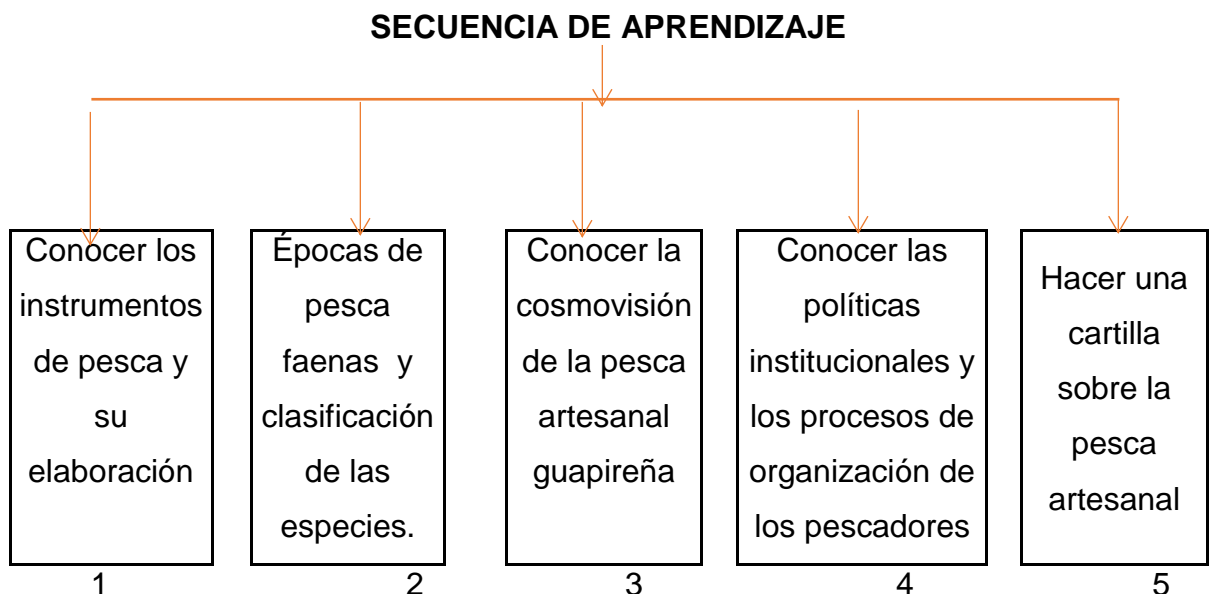 SECUENCIA DE APRENDIZAJE
Conocer los
instrumentos
de pesca y
su
elaboración
Épocas de
pesca
faenas y
clasificación
de las
especies.
Conocer la
cosmovisión
de la pesca
artesanal
guapireña
Conocer las
políticas
institucionales y
los procesos de
organización de
los pescadores
Hacer una
cartilla
sobre la
pesca
artesanal
1 2 3 4 5